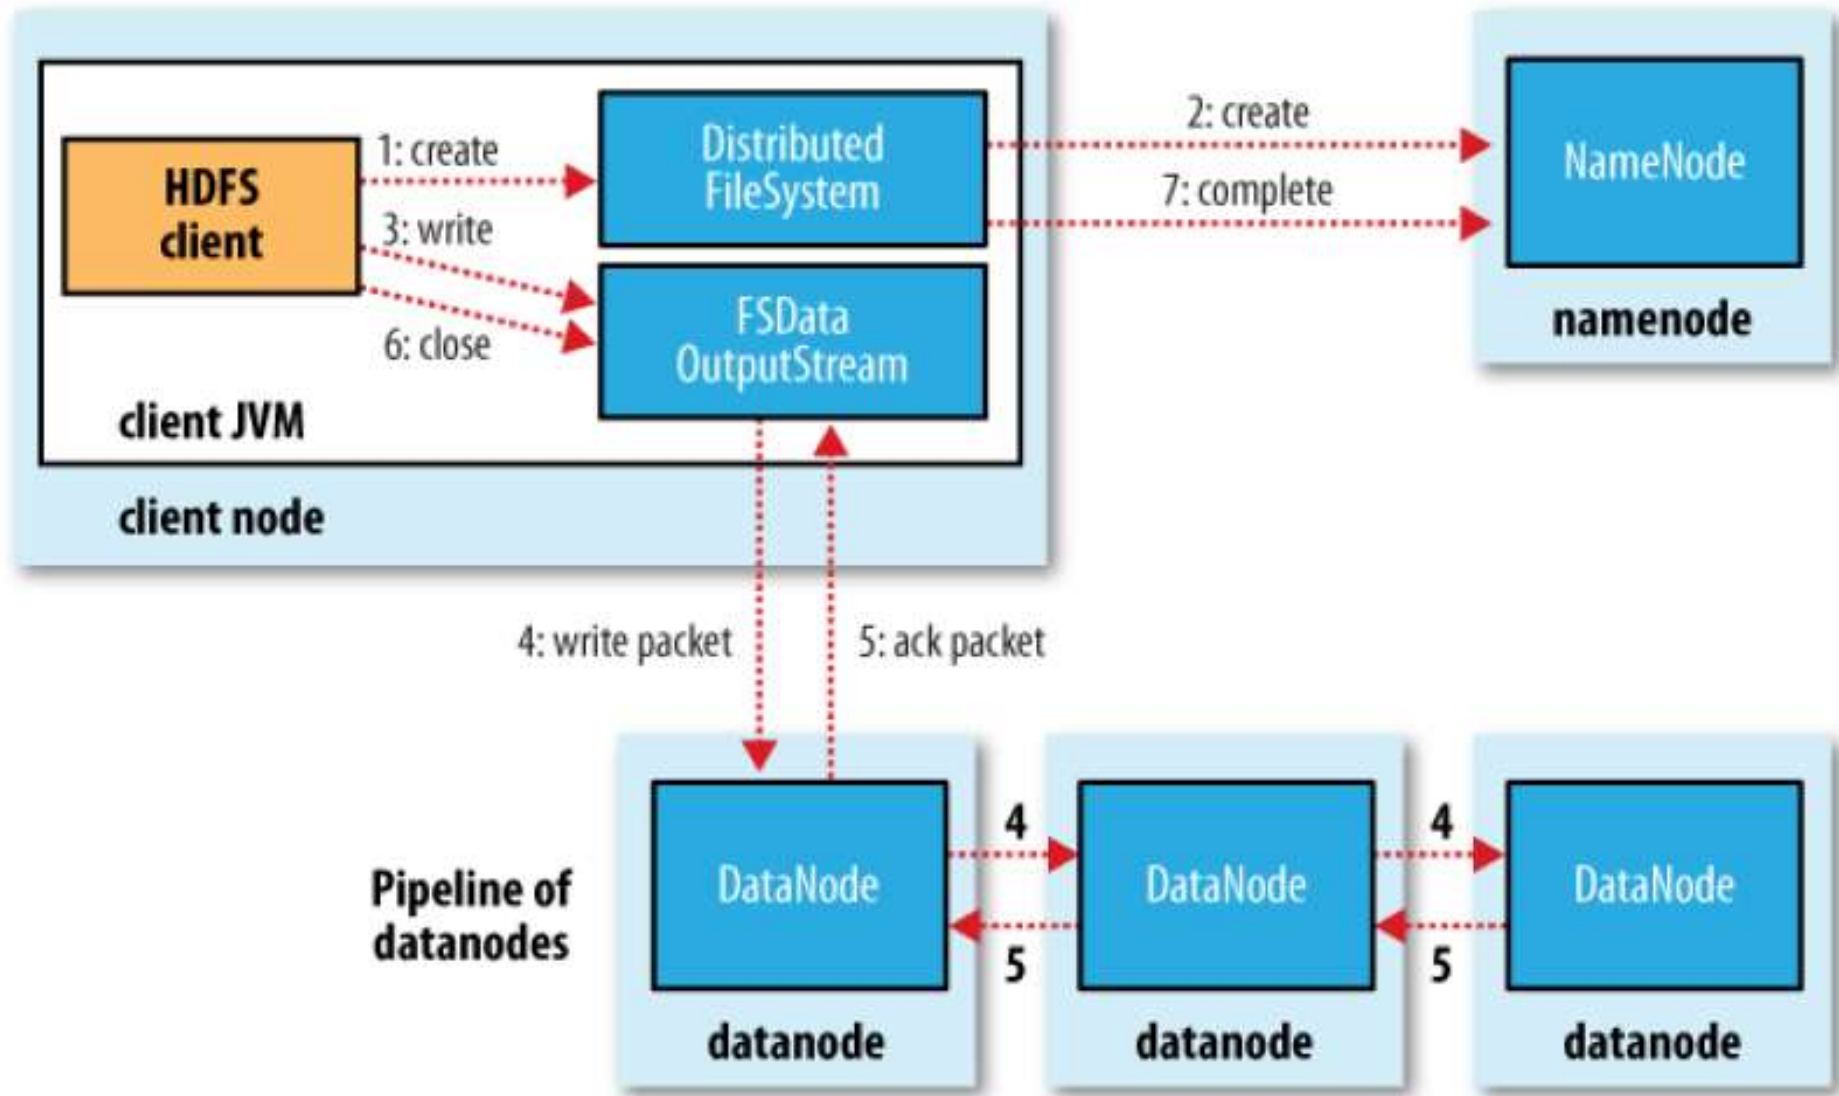 1: create
HDFS
client
3: write
6: close
Distributed
FileSystem
FSData
OutputStream
client JVM
client node
2: create
7: complete
NameNode
namenode
4: write packet
5: ack packet
Pipeline of
datanodes
DataNode
datanode
4
5
DataNode
datanode
4
5
DataNode
datanode